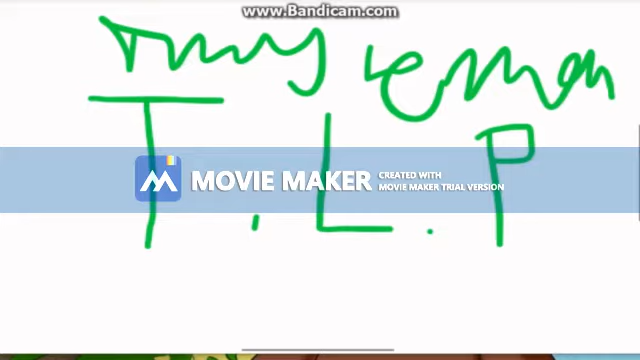 www.Bandicam.com
Tiny Lemon
T.L.P
MOVIE MAKER
CREATED WITH
MOVIE MAKER TRIAL VERSION